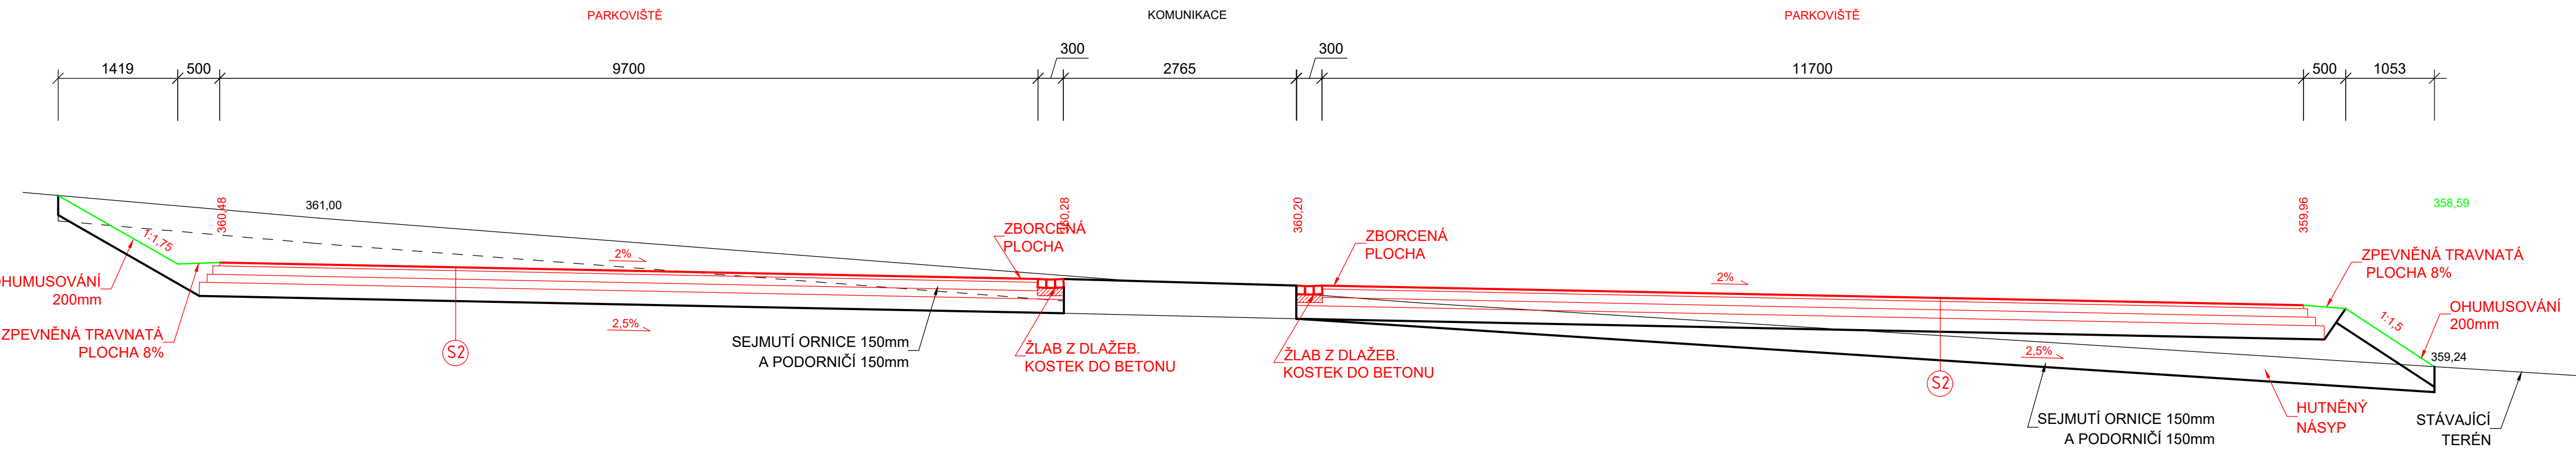 PARKOVIŠTĚ
KOMUNIKACE
PARKOVIŠTĚ
300
300
1419
500
9700
2765
11700
500
1053
360,48
361,00
360,28
360,20
359,96
358,59
1:1,75
2%
ZBORCENÁ
PLOCHA
ZBORCENÁ
PLOCHA
2%
ZPEVNĚNÁ TRAVNATÁ
PLOCHA 8%
OHUMUSOVÁNÍ
200mm
1:1,5
OHUMUSOVÁNÍ
200mm
ZPEVNĚNÁ TRAVNATÁ
PLOCHA 8%
2,5%
S2
SEJMUTÍ ORNICE 150mm
A PODORNIČÍ 150mm
ŽLAB Z DLAŽEB.
KOSTEK DO BETONU
ŽLAB Z DLAŽEB.
KOSTEK DO BETONU
2,5%
S2
359,24
SEJMUTÍ ORNICE 150mm
A PODORNIČÍ 150mm
HUTNĚNÝ
NÁSYP
STÁVAJÍCÍ
TERÉN